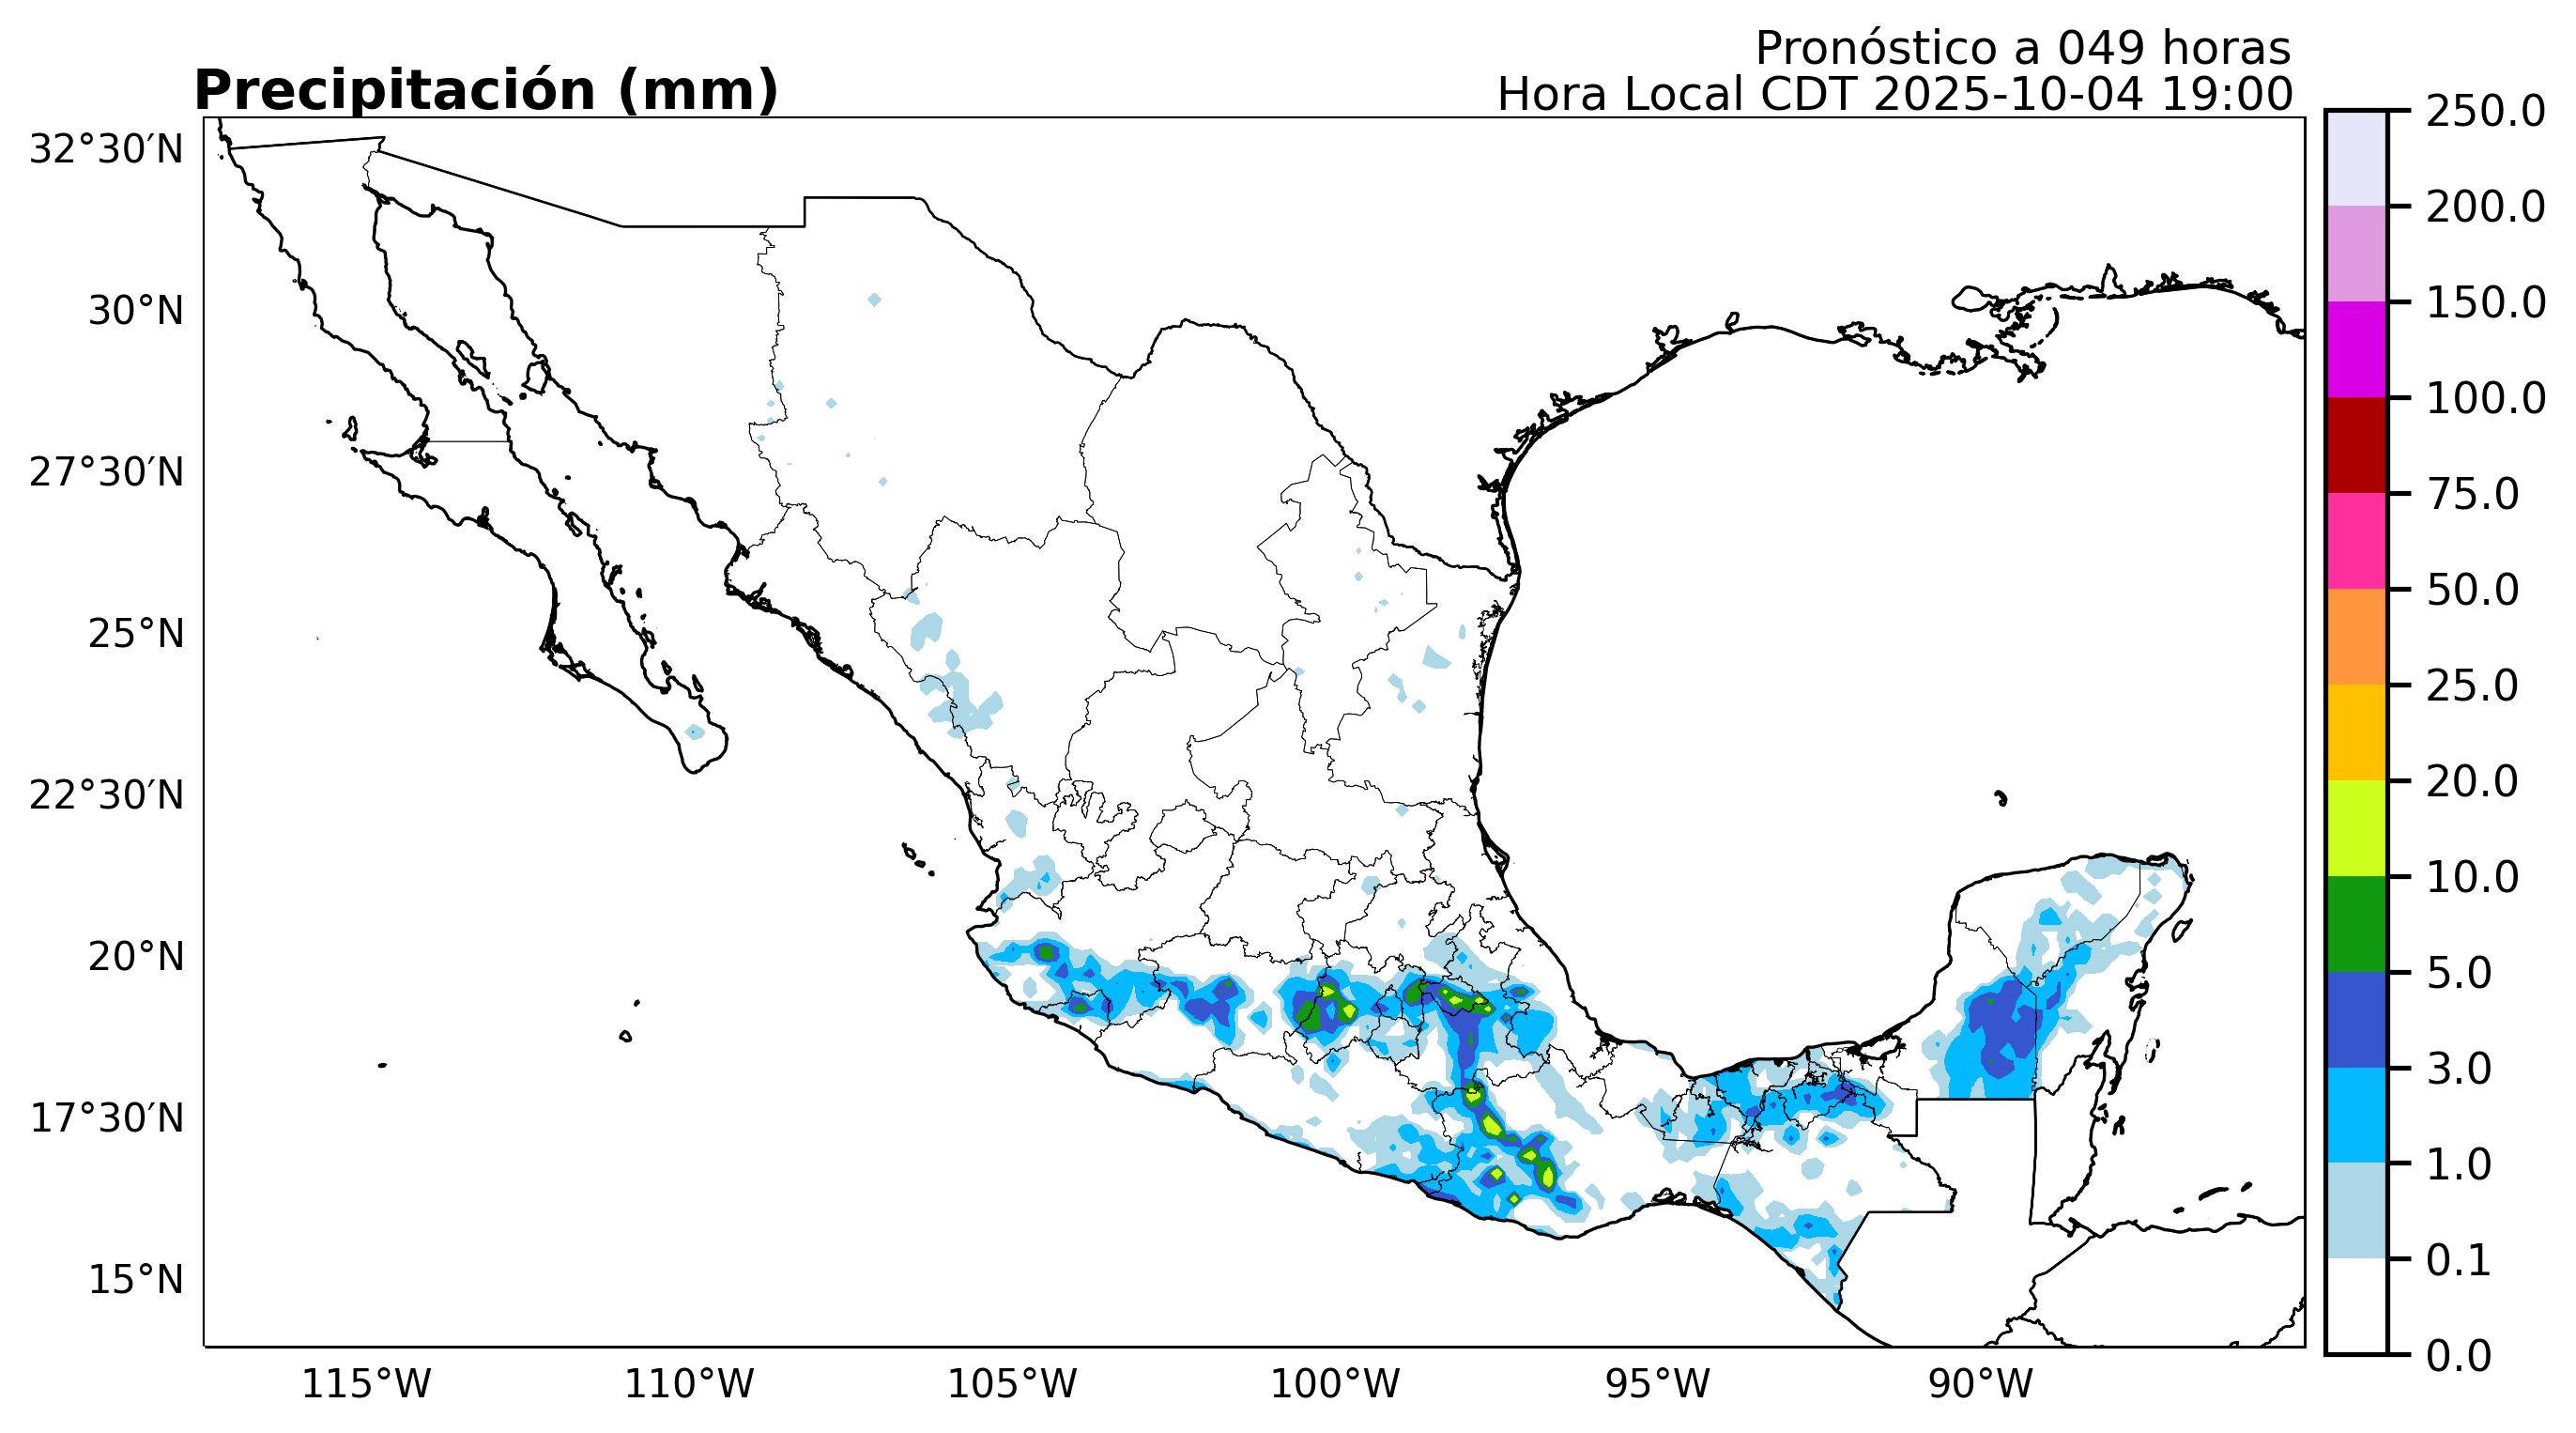 Pronóstico a 049 horas
Precipitación (mm)
Hora Local CDT 2025-10-04 19:00
32°30′N
30°N
27°30′N
25°N
22°30′N
20°N
17°30′N
15°N
115°W
110°W
105°W
100°W
95°W
90°W
250.0
200.0
150.0
100.0
75.0
50.0
25.0
20.0
10.0
5.0
3.0
1.0
0.1
0.0